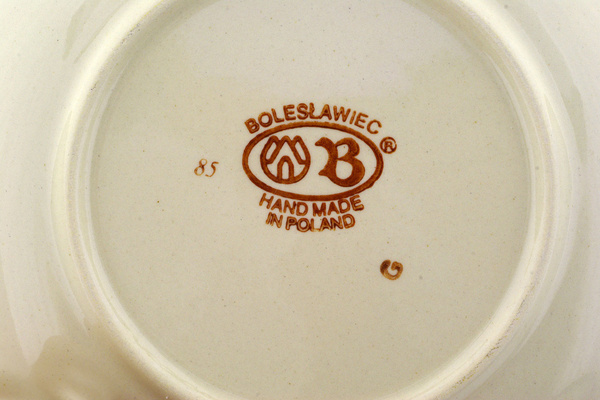 BOLESŁAWIEC
®
85
B
HAND MADE
IN POLAND
G